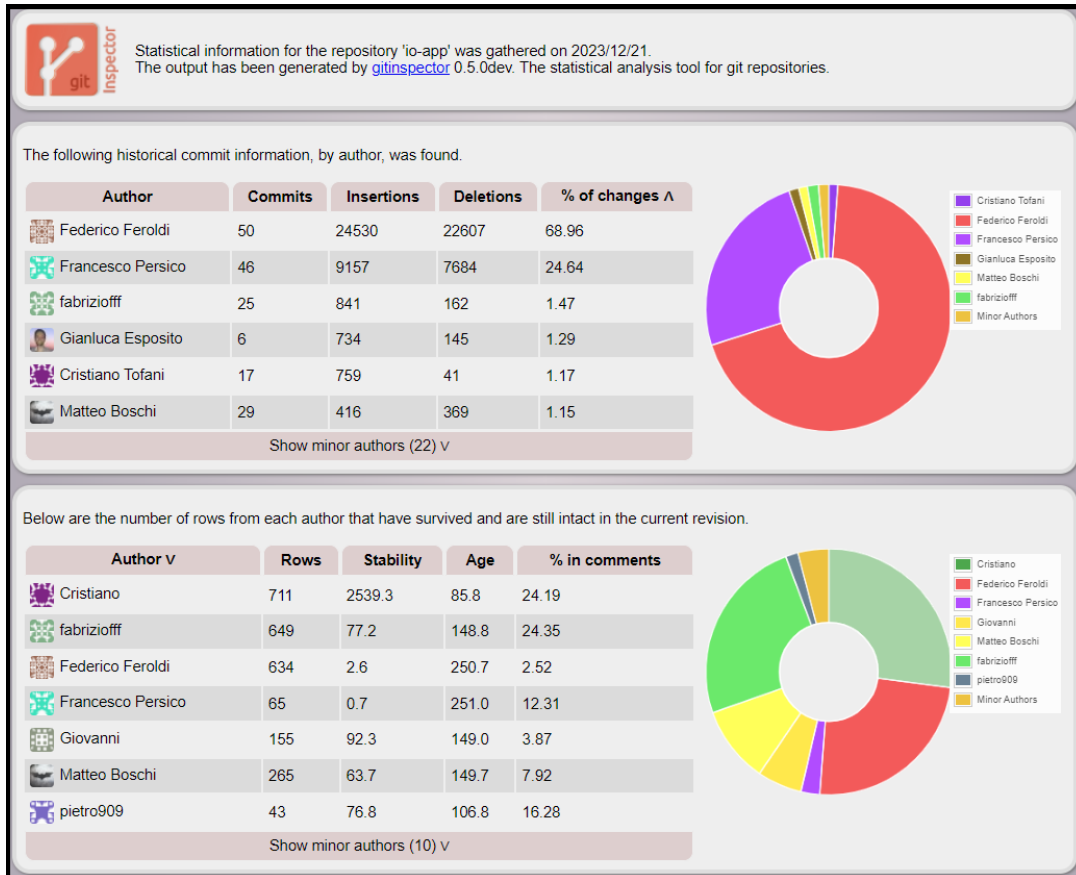 git
Inspector
Statistical information for the repository 'io-app' was gathered on 2023/12/21.
The output has been generated by gitinspector 0.5.0dev. The statistical analysis tool for git repositories.
The following historical commit information, by author, was found.
Author Commits Insertions Deletions % of changes ∧
Federico Feroldi 50 24530 22607 68.96
Francesco Persico 46 9157 7684 24.64
fabriziofff 25 841 162 1.47
Gianluca Esposito 6 734 145 1.29
Cristiano Tofani 17 759 41 1.17
Matteo Boschi 29 416 369 1.15
Show minor authors (22) ∨
Cristiano Tofani
Federico Feroldi
Francesco Persico
Gianluca Esposito
Matteo Boschi
fabriziofff
Minor Authors
Below are the number of rows from each author that have survived and are still intact in the current revision.
Author ∨ Rows Stability Age % in comments
Cristiano 711 2539.3 85.8 24.19
fabriziofff 649 77.2 148.8 24.35
Federico Feroldi 634 2.6 250.7 2.52
Francesco Persico 65 0.7 251.0 12.31
Giovanni 155 92.3 149.0 3.87
Matteo Boschi 265 63.7 149.7 7.92
pietro909 43 76.8 106.8 16.28
Show minor authors (10) ∨
Cristiano
Federico Feroldi
Francesco Persico
Giovanni
Matteo Boschi
fabriziofff
pietro909
Minor Authors